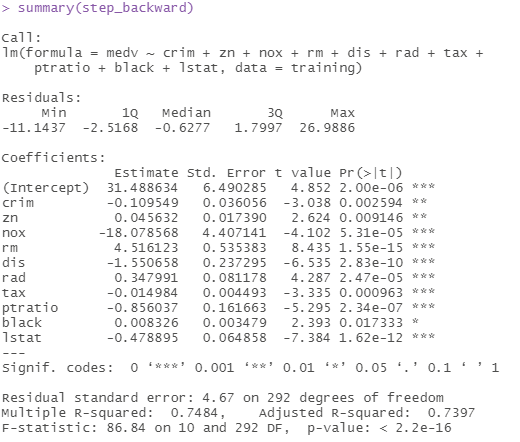 > summary(step_backward)
Call:
lm(formula = medv ~ crim + zn + nox + rm + dis + rad + tax +
    ptratio + black + lstat, data = training)
Residuals:
     Min       1Q   Median       3Q      Max
-11.1437  -2.5168  -0.6277   1.7997  26.9886
Coefficients:
              Estimate Std. Error t value Pr(>|t|)
(Intercept)  31.488634   6.490285   4.852 2.00e-06 ***
crim         -0.109549   0.036056  -3.038 0.002594 **
zn            0.045632   0.017390   2.624 0.009146 **
nox         -18.078568   4.407141  -4.102 5.31e-05 ***
rm            4.516123   0.535383   8.435 1.55e-15 ***
dis          -1.550658   0.237295  -6.535 2.83e-10 ***
rad           0.347991   0.081178   4.287 2.47e-05 ***
tax          -0.014984   0.004493  -3.335 0.000963 ***
ptratio      -0.856037   0.161663  -5.295 2.34e-07 ***
black         0.008326   0.003479   2.393 0.017333 *
lstat        -0.478895   0.064858  -7.384 1.62e-12 ***
---
Signif. codes:  0 ‘***’ 0.001 ‘**’ 0.01 ‘*’ 0.05 ‘.’ 0.1 ‘ ’ 1
Residual standard error: 4.67 on 292 degrees of freedom
Multiple R-squared:  0.7484,    Adjusted R-squared:  0.7397
F-statistic: 86.84 on 10 and 292 DF,  p-value: < 2.2e-16